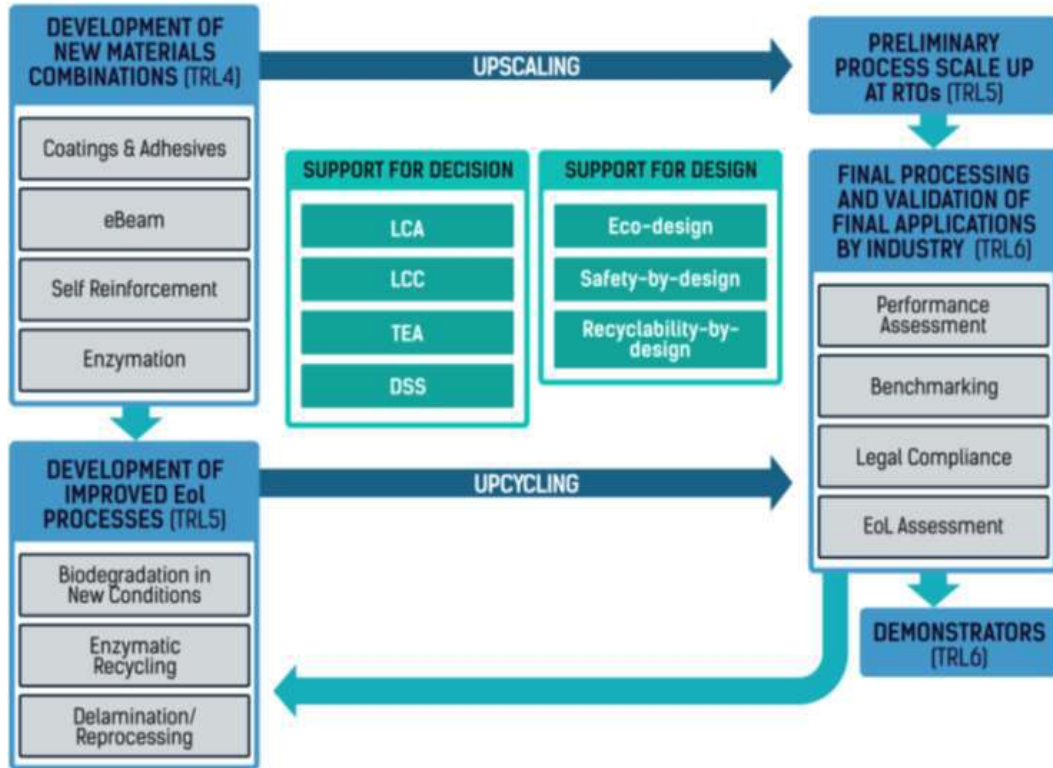 DEVELOPMENT OF
NEW MATERIALS
COMBINATIONS (TRL4)
Coatings & Adhesives
eBeam
Self Reinforcement
Enzymation
UPSCALING
PRELIMINARY
PROCESS SCALE UP
AT RTOs (TRL5)
SUPPORT FOR DECISION
LCA
LCC
TEA
DSS
SUPPORT FOR DESIGN
Eco-design
Safety-by-design
Recyclability-by-
design
FINAL PROCESSING
AND VALIDATION OF
FINAL APPLICATIONS
BY INDUSTRY (TRL6)
Performance
Assessment
Benchmarking
Legal Compliance
EoL Assessment
DEVELOPMENT OF
IMPROVED Eol
PROCESSES (TRL5)
Biodegradation in
New Conditions
Enzymatic
Recycling
Delamination/
Reprocessing
UPCYCLING
DEMONSTRATORS
(TRL6)